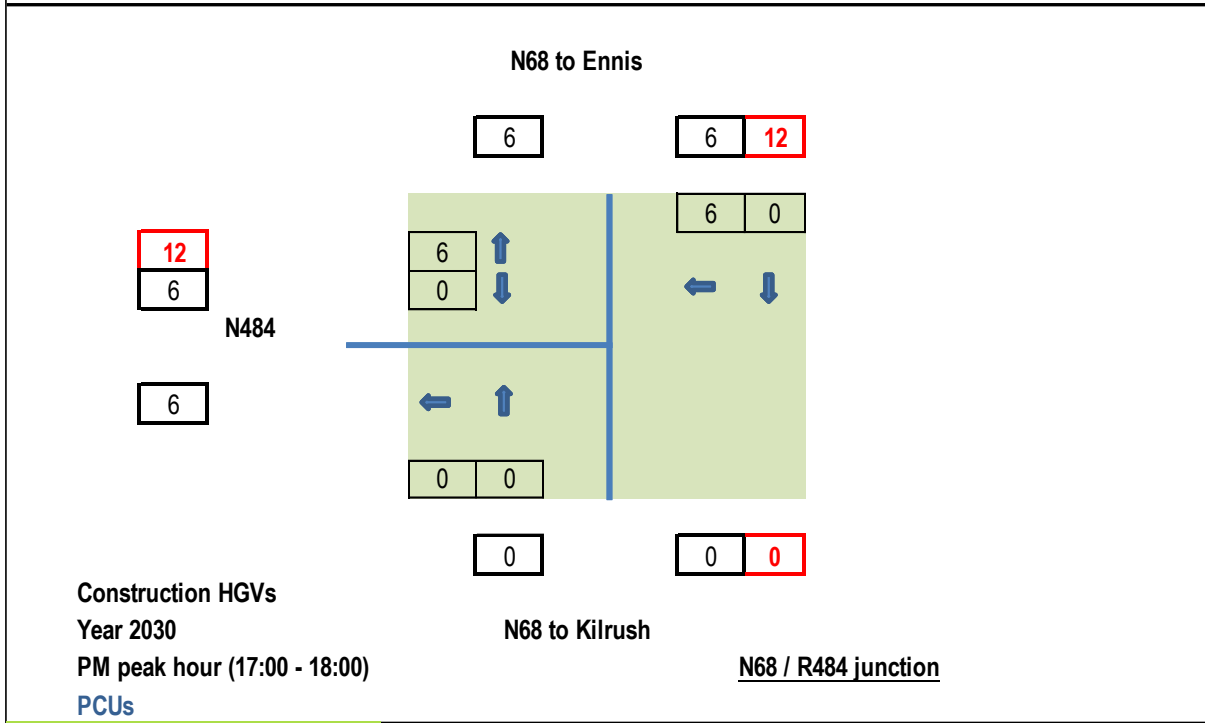 N68 to Ennis
6 6 12
6 0
12 6
6 0
N484
6
0 0
0 0 0
Construction HGVs
Year 2030 N68 to Kilrush
PM peak hour (17:00 - 18:00) N68 / R484 junction
PCUs